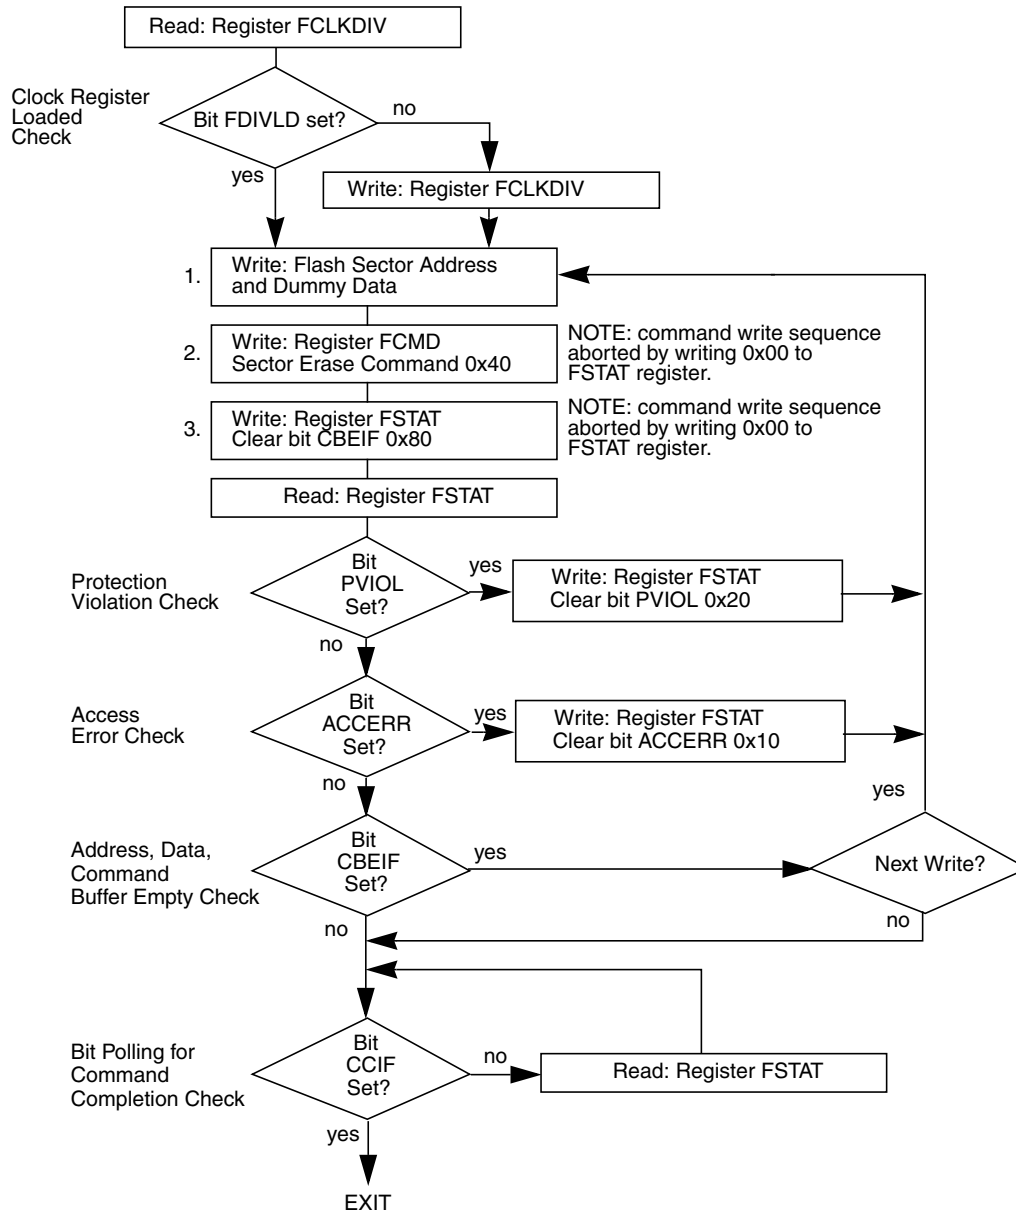 Read: Register FCLKDIV
Clock Register
Loaded
Check
Bit FDIVLD set?
no
yes
Write: Register FCLKDIV
1.
Write: Flash Sector Address
and Dummy Data
2.
Write: Register FCMD
Sector Erase Command 0x40
NOTE: command write sequence
aborted by writing 0x00 to
FSTAT register.
3.
Write: Register FSTAT
Clear bit CBEIF 0x80
NOTE: command write sequence
aborted by writing 0x00 to
FSTAT register.
Read: Register FSTAT
Protection
Violation Check
Bit
PVIOL
Set?
yes
Write: Register FSTAT
Clear bit PVIOL 0x20
no
Access
Error Check
Bit
ACCERR
Set?
yes
Write: Register FSTAT
Clear bit ACCERR 0x10
no
yes
Address, Data,
Command
Buffer Empty Check
Bit
CBEIF
Set?
yes
Next Write?
no
no
Bit Polling for
Command
Completion Check
Bit
CCIF
Set?
no
Read: Register FSTAT
yes
EXIT